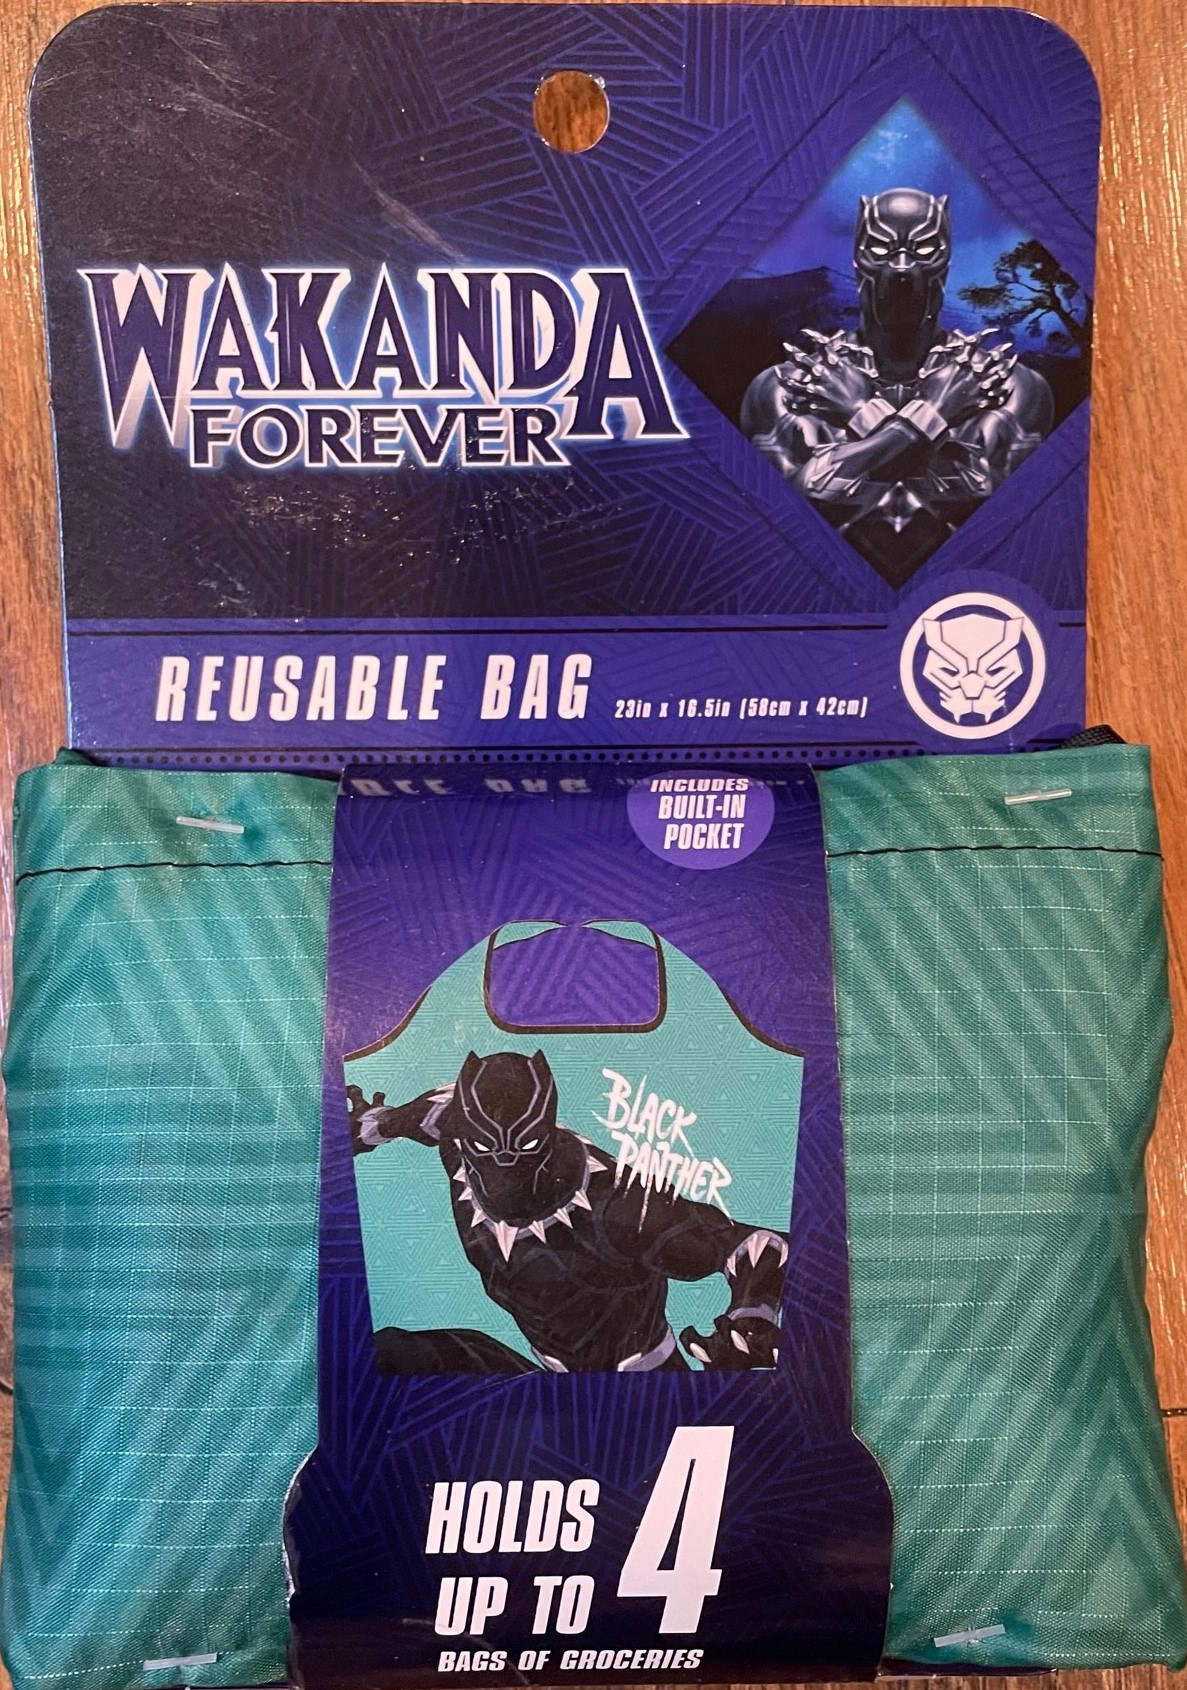 WAKANDA
FOREVER
REUSABLE BAG 23in x 16.5in (58cm x 42cm)
INCLUDES
BUILT-IN
POCKET
BLACK
PANTHER
HOLDS
UP TO 4
BAGS OF GROCERIES